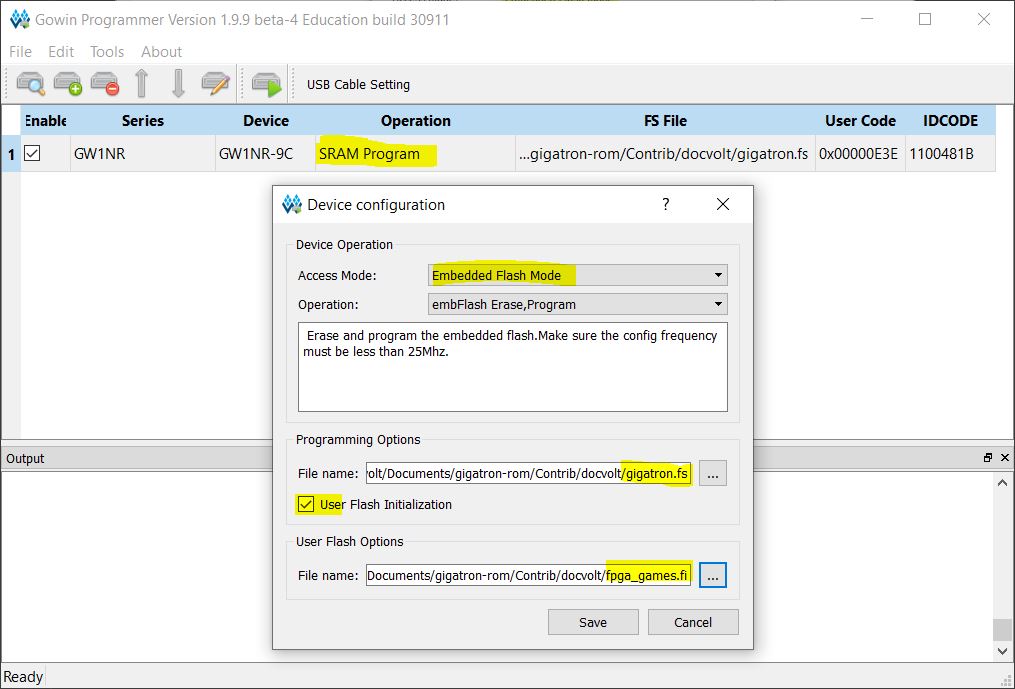 Gowin Programmer Version 1.9.9 beta-4 Education build 30911
File Edit Tools About
USB Cable Setting
Enable Series Device Operation FS File User Code IDCODE
1 GW1NR GW1NR-9C SRAM Program ...gigatron-rom/Contrib/docvolt/gigatron.fs 0x00000E3E 1100481B
Device configuration ?
Device Operation
Access Mode: Embedded Flash Mode
Operation: embFlash Erase,Program
Erase and program the embedded flash.Make sure the config frequency
must be less than 25Mhz.
Programming Options
File name: volt/Documents/gigatron-rom/Contrib/docvolt/gigatron.fs ...
User Flash Initialization
User Flash Options
File name: Documents/gigatron-rom/Contrib/docvolt/fpga_games.fi ...
Save Cancel
Output
Ready